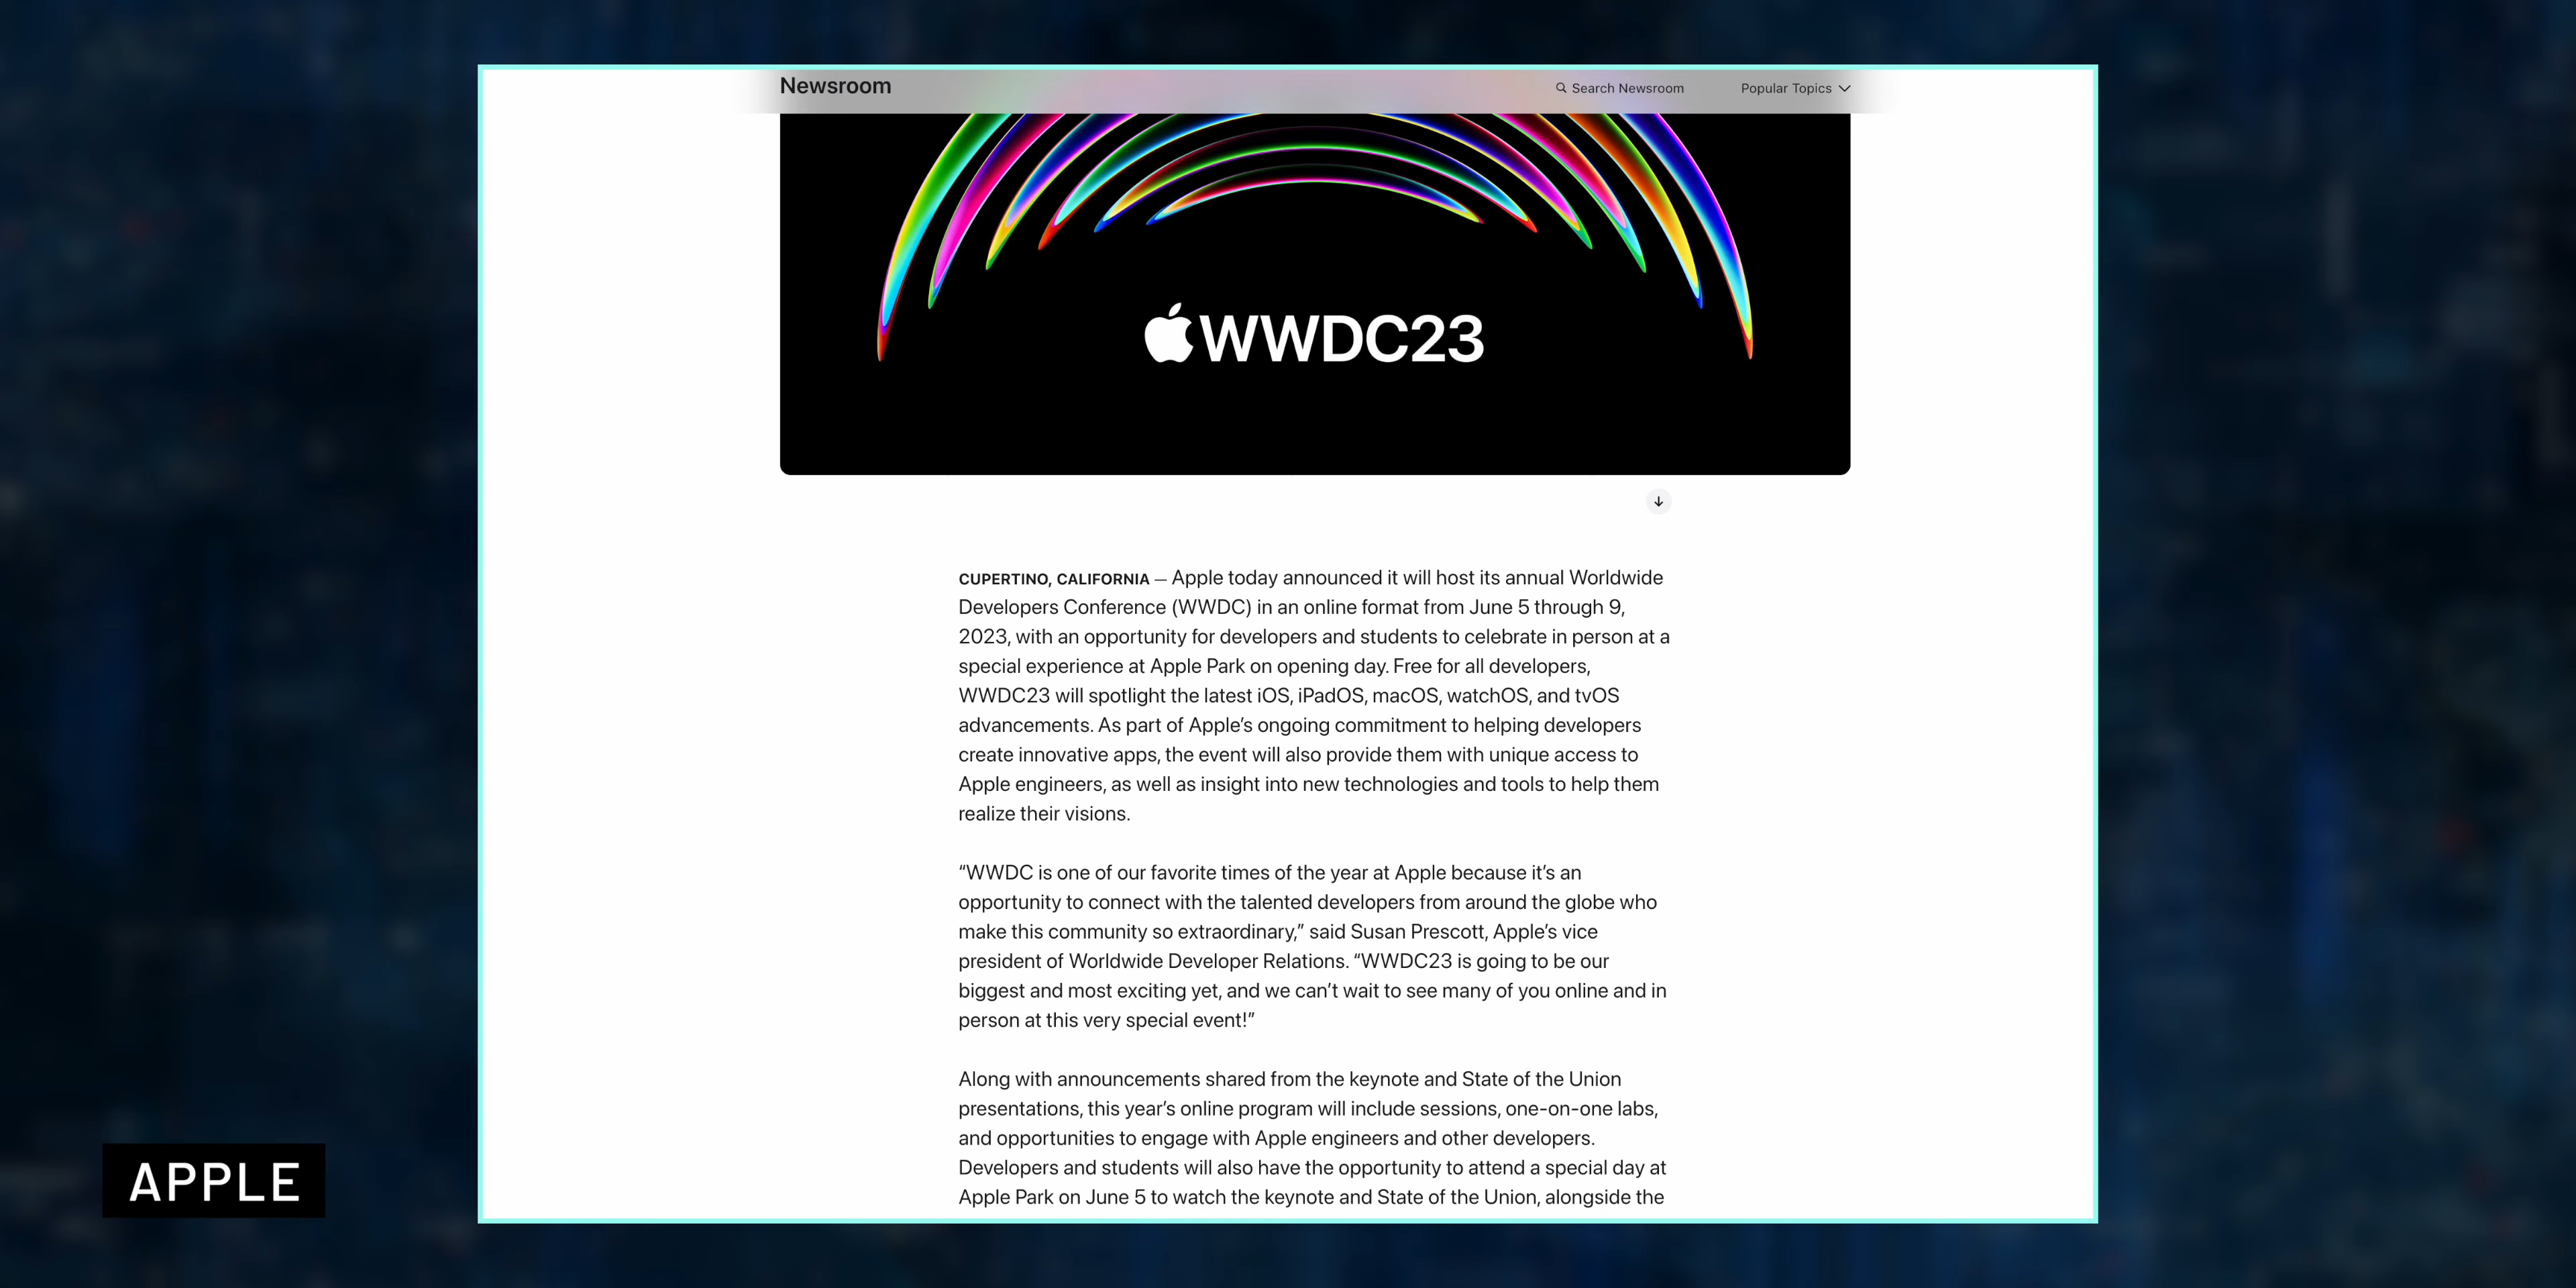 Newsroom
Search Newsroom
Popular Topics
WWDC23
CUPERTINO, CALIFORNIA — Apple today announced it will host its annual Worldwide
Developers Conference (WWDC) in an online format from June 5 through 9,
2023, with an opportunity for developers and students to celebrate in person at a
special experience at Apple Park on opening day. Free for all developers,
WWDC23 will spotlight the latest iOS, iPadOS, macOS, watchOS, and tvOS
advancements. As part of Apple’s ongoing commitment to helping developers
create innovative apps, the event will also provide them with unique access to
Apple engineers, as well as insight into new technologies and tools to help them
realize their visions.
“WWDC is one of our favorite times of the year at Apple because it’s an
opportunity to connect with the talented developers from around the globe who
make this community so extraordinary,” said Susan Prescott, Apple’s vice
president of Worldwide Developer Relations. “WWDC23 is going to be our
biggest and most exciting yet, and we can’t wait to see many of you online and in
person at this very special event!”
Along with announcements shared from the keynote and State of the Union
presentations, this year’s online program will include sessions, one-on-one labs,
and opportunities to engage with Apple engineers and other developers.
Developers and students will also have the opportunity to attend a special day at
Apple Park on June 5 to watch the keynote and State of the Union, alongside the
APPLE